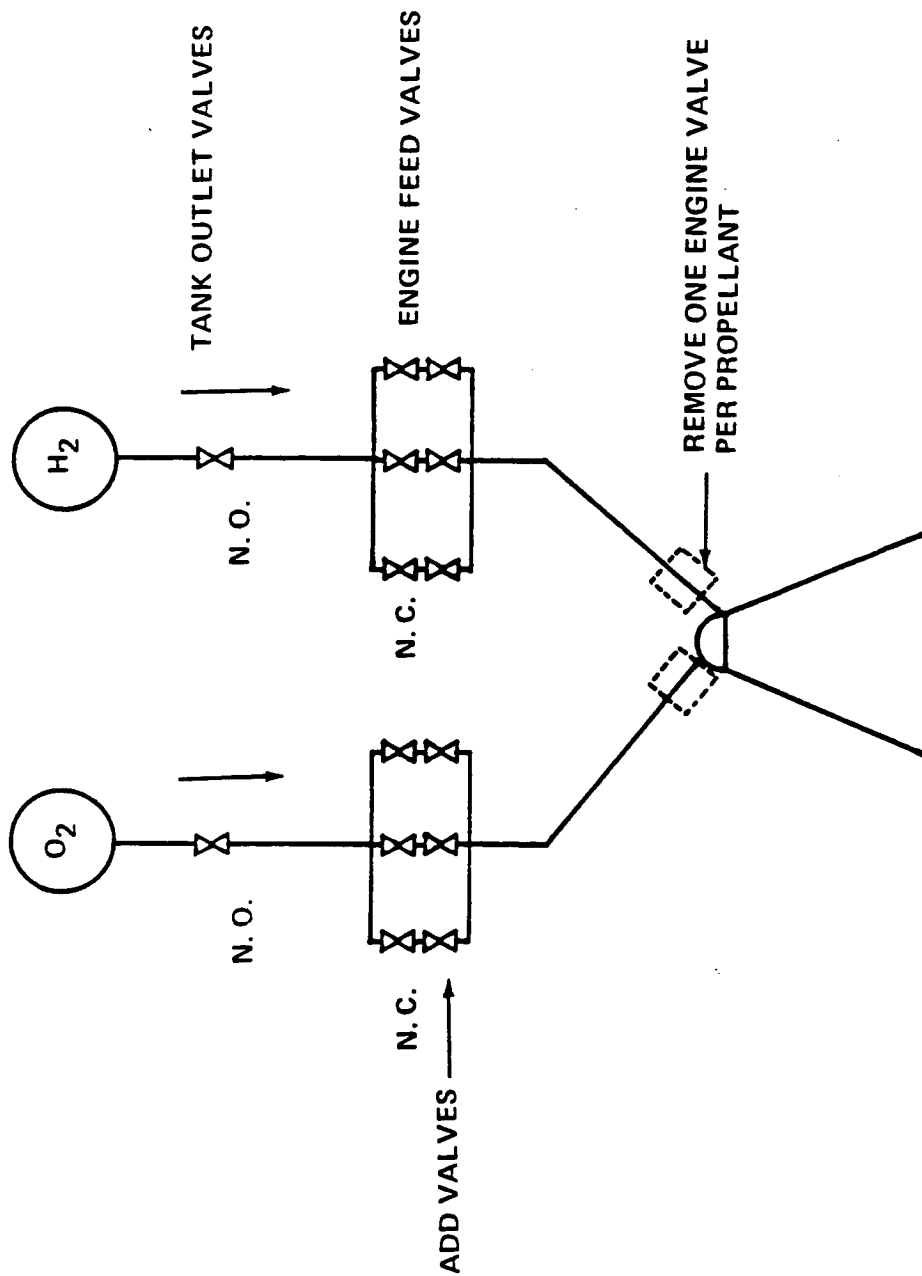 O2
H2
TANK OUTLET VALVES
N. O.
N. O.
ENGINE FEED VALVES
N. C.
N. C.
ADD VALVES
REMOVE ONE ENGINE VALVE
PER PROPELLANT